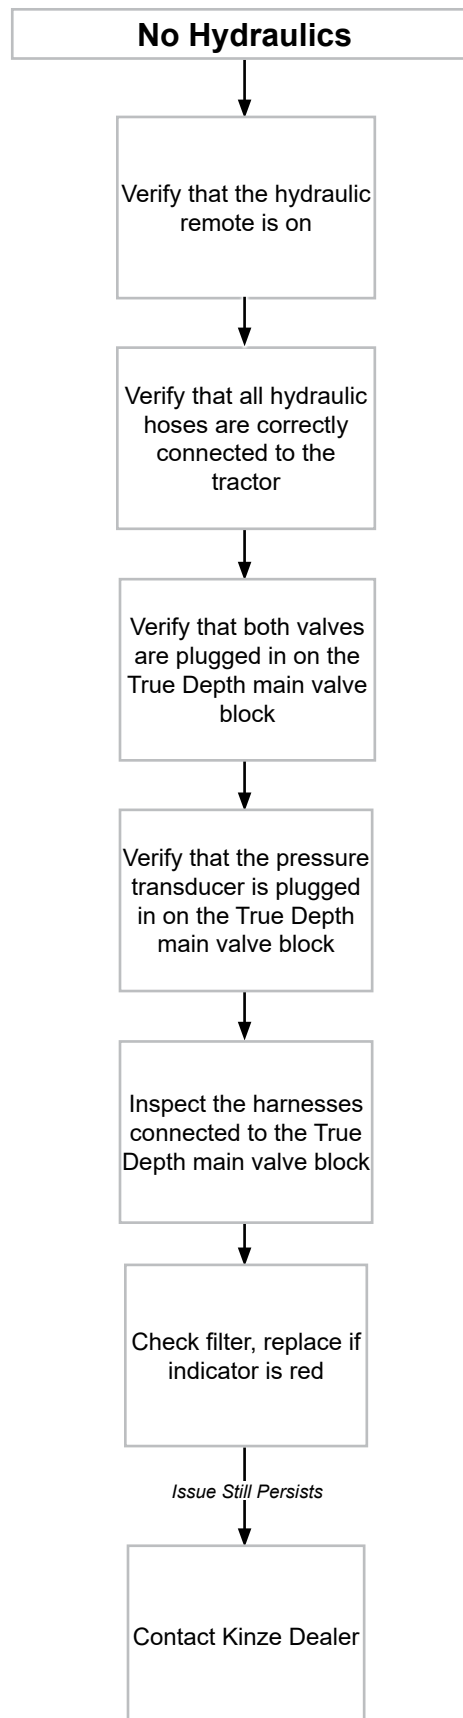 No Hydraulics
Verify that the hydraulic
remote is on
Verify that all hydraulic
hoses are correctly
connected to the
tractor
Verify that both valves
are plugged in on the
True Depth main valve
block
Verify that the pressure
transducer is plugged
in on the True Depth
main valve block
Inspect the harnesses
connected to the True
Depth main valve block
Check filter, replace if
indicator is red
Issue Still Persists
Contact Kinze Dealer